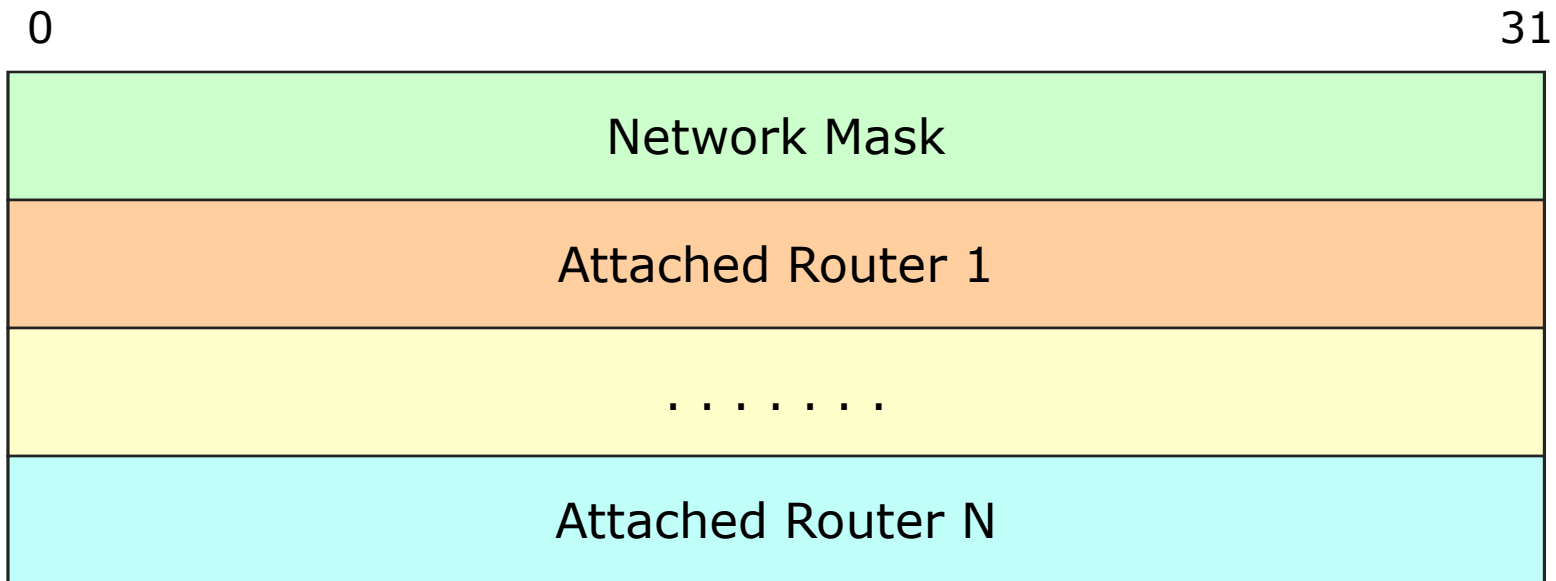 0 31
Network Mask
Attached Router 1
. . . . . . .
Attached Router N